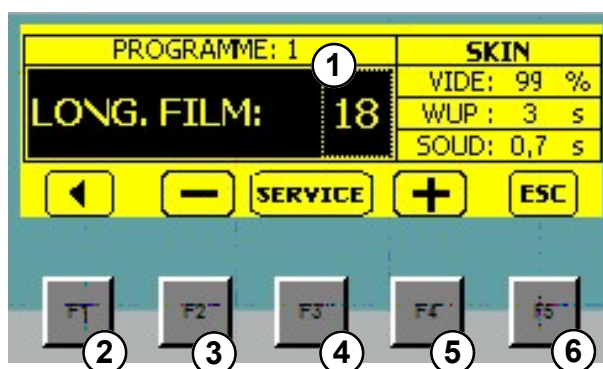 PROGRAMME: 1
SKIN
1
LONG. FILM: 18
VIDE: 99 %
WUP : 3 s
SOUD: 0,7 s
SERVICE
ESC
F1 F2 F3 F4 F5
2 3 4 5 6